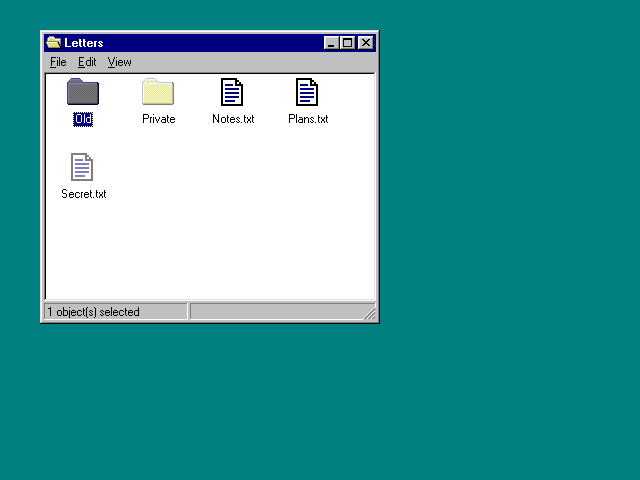 Letters
File Edit View
Old Private Notes.txt Plans.txt
Secret.txt
1 object(s) selected